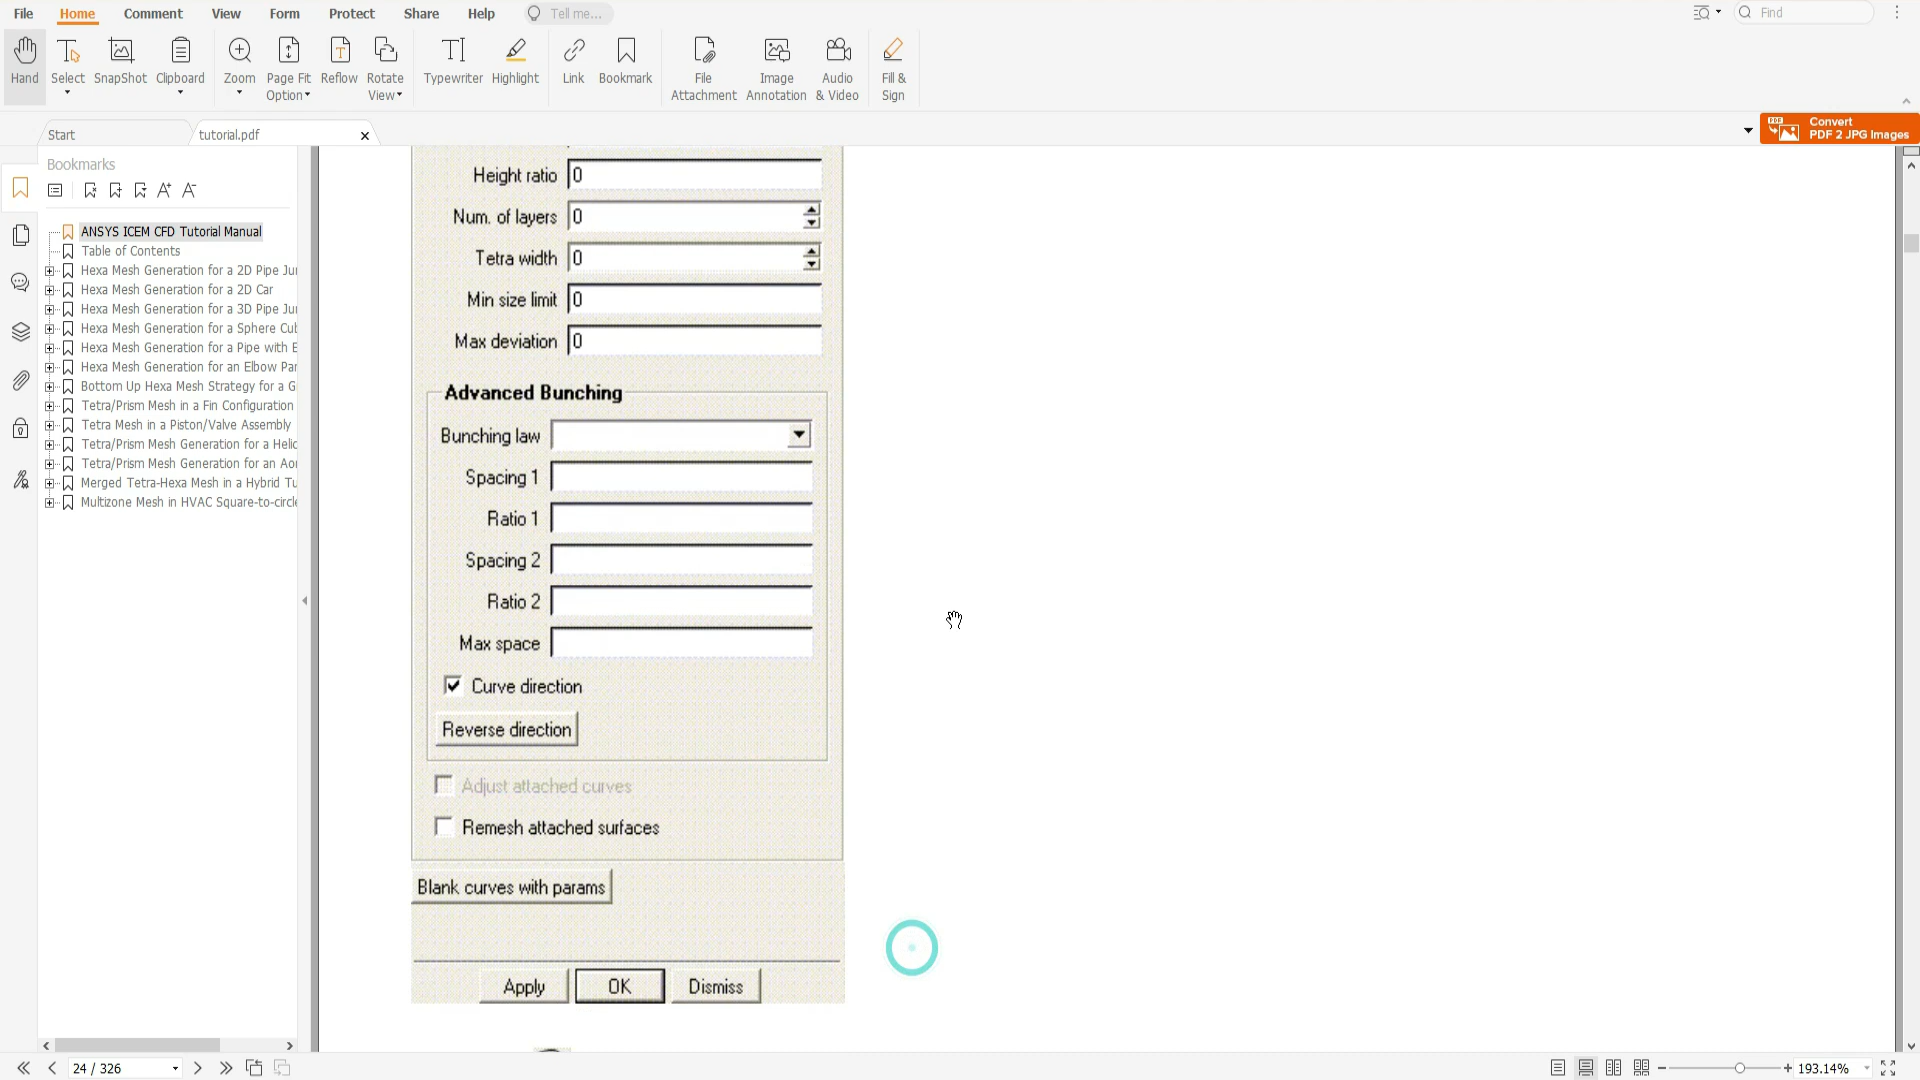 File Home Comment View Form Protect Share Help Tell me... Find
Hand Select SnapShot Clipboard Zoom Page Fit Option Reflow Rotate View Typewriter Highlight Link Bookmark File Attachment Image Annotation Audio & Video Fill & Sign
Start tutorial.pdf
Convert
PDF 2 JPG Images
Bookmarks
ANSYS ICEM CFD Tutorial Manual
Table of Contents
Hexa Mesh Generation for a 2D Pipe Ju
Hexa Mesh Generation for a 2D Car
Hexa Mesh Generation for a 3D Pipe Ju
Hexa Mesh Generation for a Sphere Cu
Hexa Mesh Generation for a Pipe with E
Hexa Mesh Generation for an Elbow Par
Bottom Up Hexa Mesh Strategy for a G
Tetra/Prism Mesh in a Fin Configuration
Tetra Mesh in a Piston/Valve Assembly
Tetra/Prism Mesh Generation for a Helic
Tetra/Prism Mesh Generation for an Aor
Merged Tetra-Hexa Mesh in a Hybrid Tu
Multizone Mesh in HVAC Square-to-circle
Height ratio 0
Num. of layers 0
Tetra width 0
Min size limit 0
Max deviation 0
Advanced Bunching
Bunching law
Spacing 1
Ratio 1
Spacing 2
Ratio 2
Max space
Curve direction
Reverse direction
Adjust attached curves
Remesh attached surfaces
Blank curves with params
Apply OK Dismiss
24 / 326 193.14%